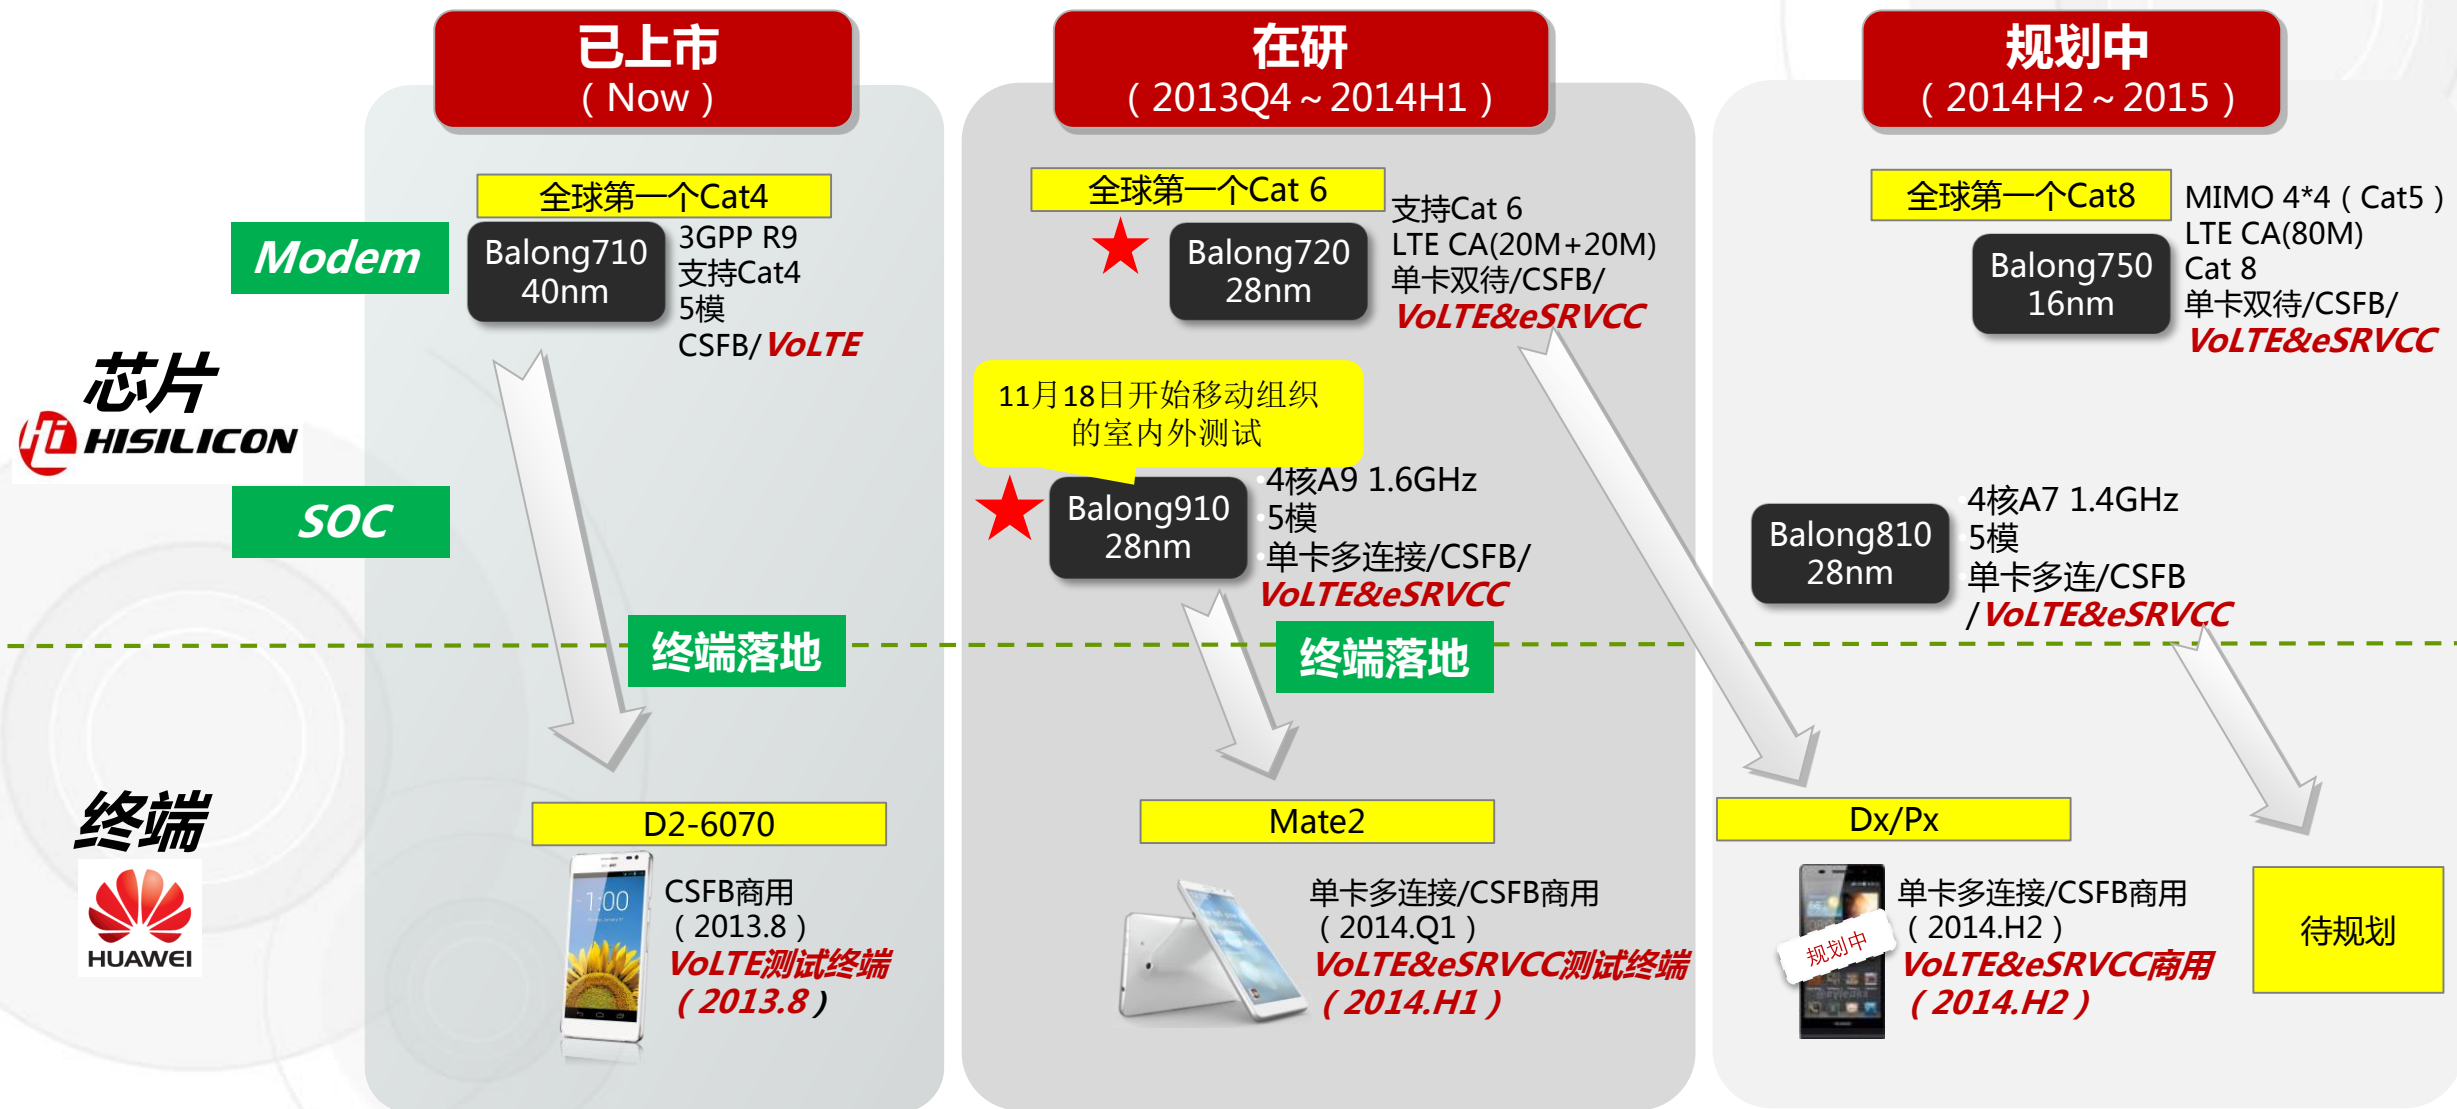 已上市
（Now）
在研
（2013Q4～2014H1）
规划中
（2014H2～2015）
Modem
全球第一个Cat4
Balong710
40nm
3GPP R9
支持Cat4
5模
CSFB/VoLTE
全球第一个Cat 6
Balong720
28nm
支持Cat 6
LTE CA(20M+20M)
单卡双待/CSFB/
VoLTE&eSRVCC
全球第一个Cat8
Balong750
16nm
MIMO 4*4（Cat5）
LTE CA(80M)
Cat 8
单卡双待/CSFB/
VoLTE&eSRVCC
芯片
Hi HISILICON
SOC
11月18日开始移动组织
的室内外测试
Balong910
28nm
·4核A9 1.6GHz
·5模
·单卡多连接/CSFB/
VoLTE&eSRVCC
Balong810
28nm
·4核A7 1.4GHz
·5模
·单卡多连/CSFB
/VoLTE&eSRVCC
终端落地
终端落地
终端
HUAWEI
D2-6070
1:00
CSFB商用
（2013.8）
VoLTE测试终端
（2013.8）
Mate2
单卡多连接/CSFB商用
（2014.Q1）
VoLTE&eSRVCC测试终端
（2014.H1）
Dx/Px
规划中
单卡多连接/CSFB商用
（2014.H2）
VoLTE&eSRVCC商用
（2014.H2）
待规划